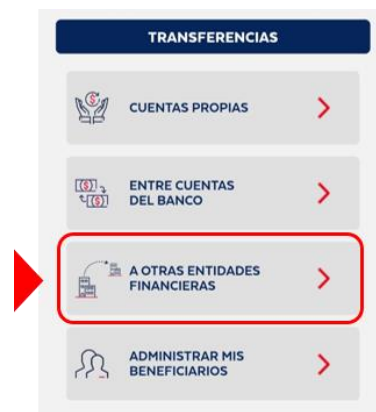 TRANSFERENCIAS
CUENTAS PROPIAS
ENTRE CUENTAS
DEL BANCO
A OTRAS ENTIDADES
FINANCIERAS
ADMINISTRAR MIS
BENEFICIARIOS